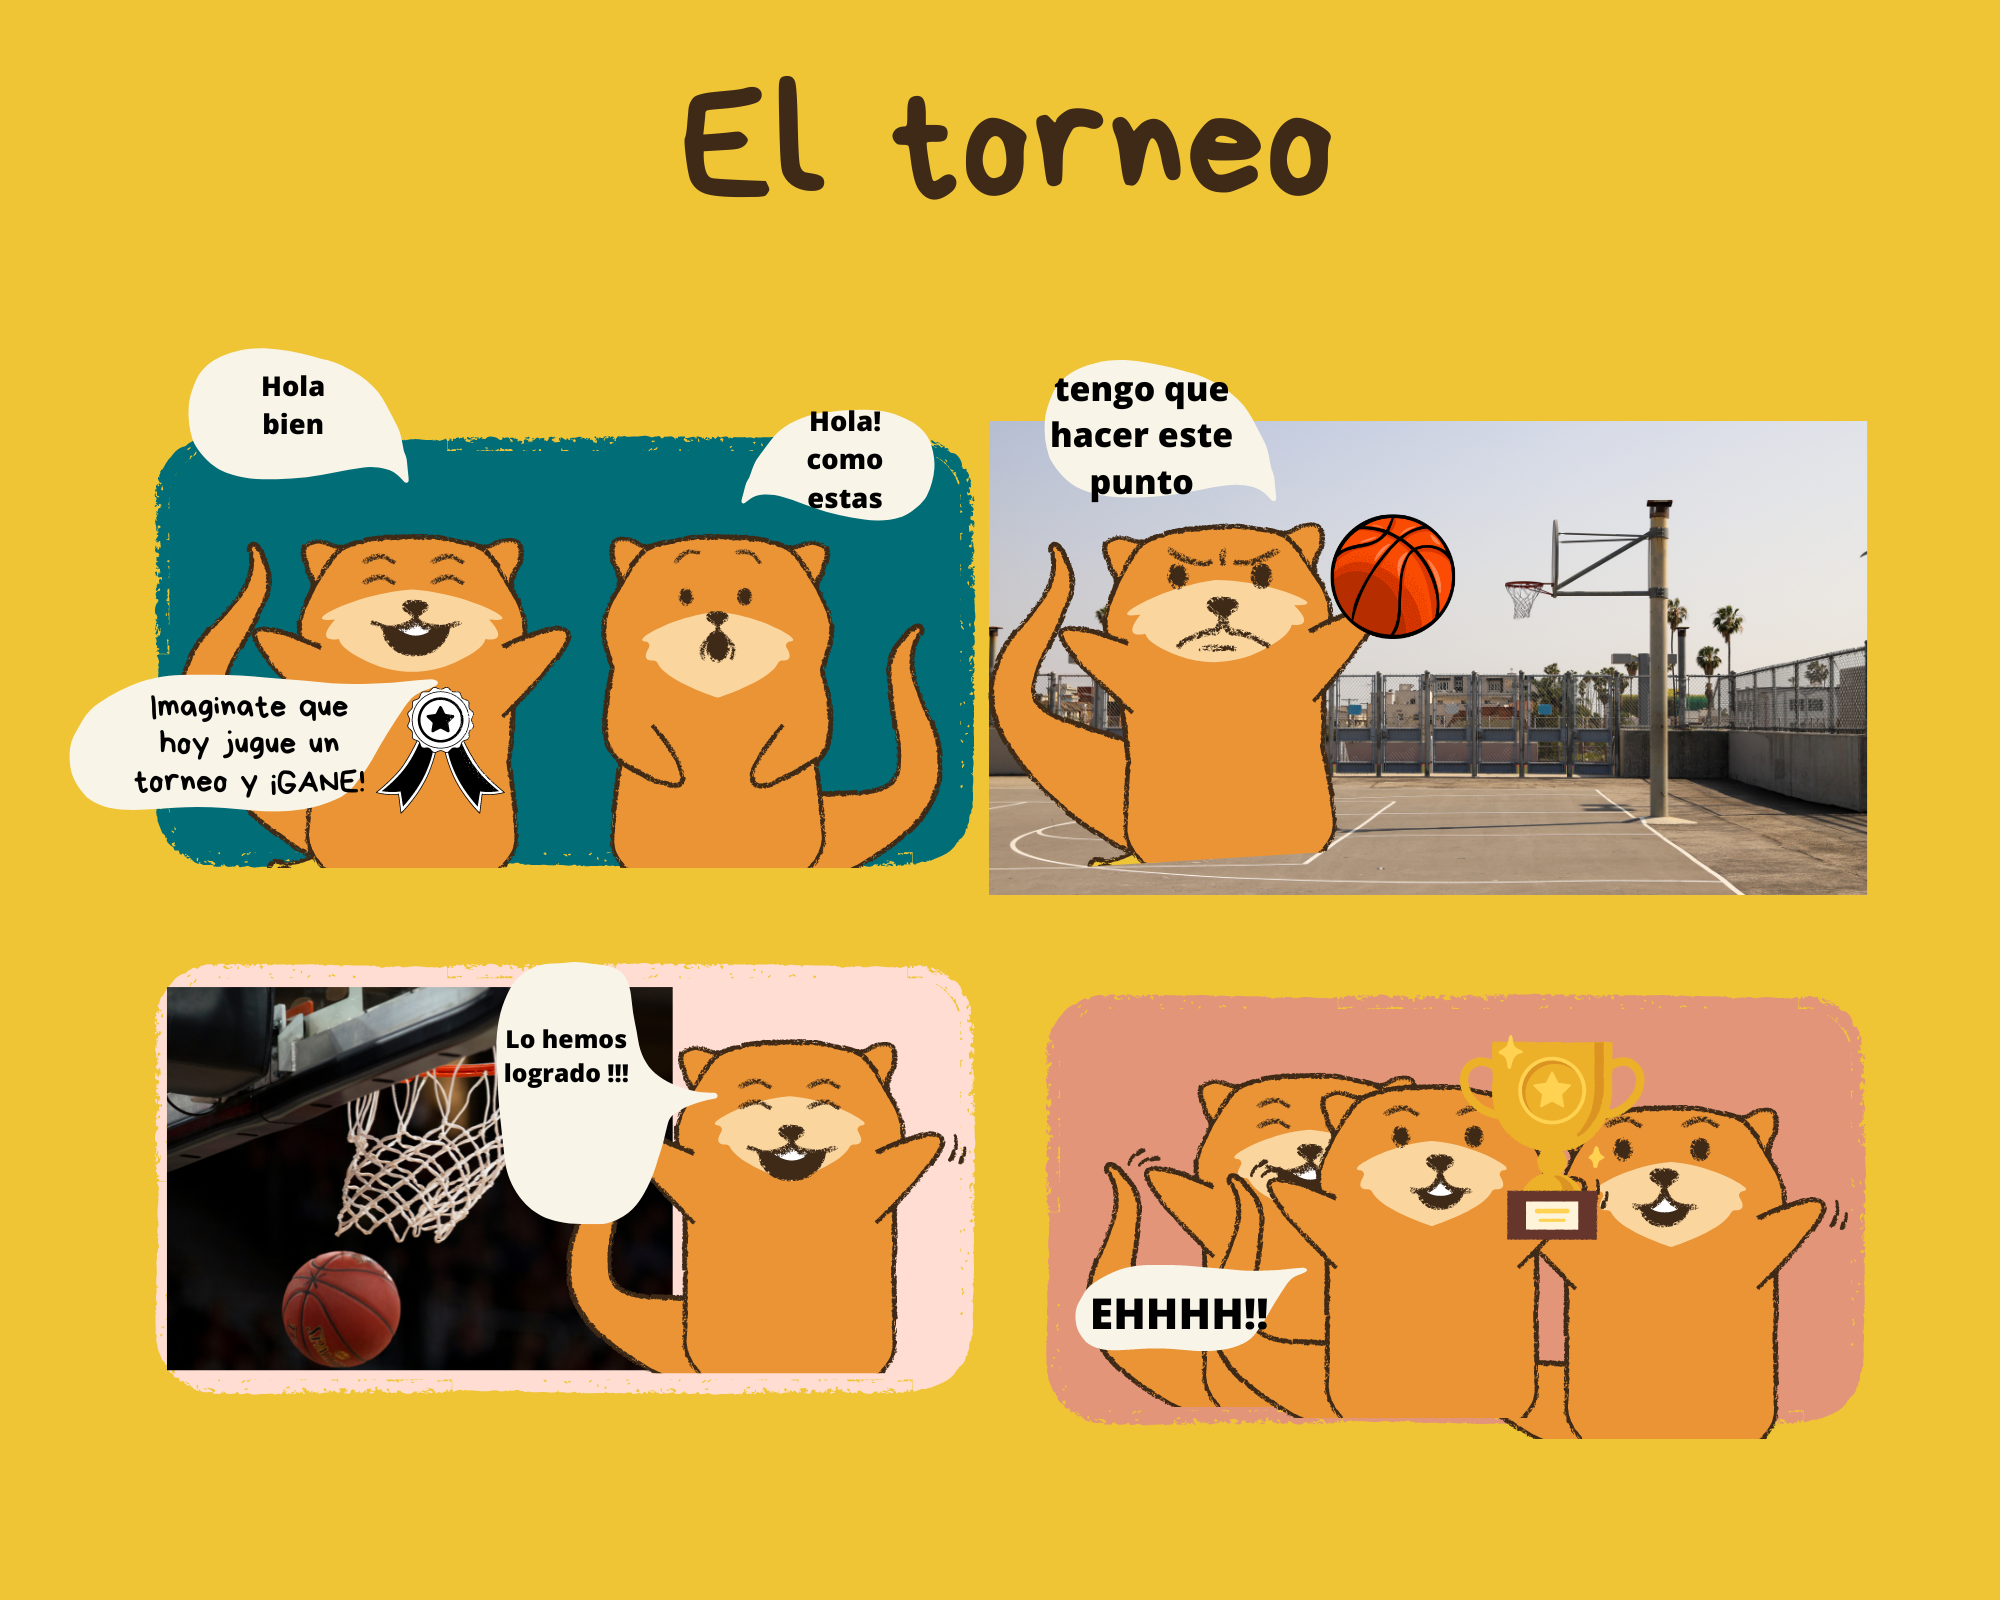 El torneo
Hola
bien
Hola!
como
estas
Imaginate que
hoy jugue un
torneo y ¡GANE!
tengo que
hacer este
punto
Lo hemos
logrado !!!
EHHHH!!